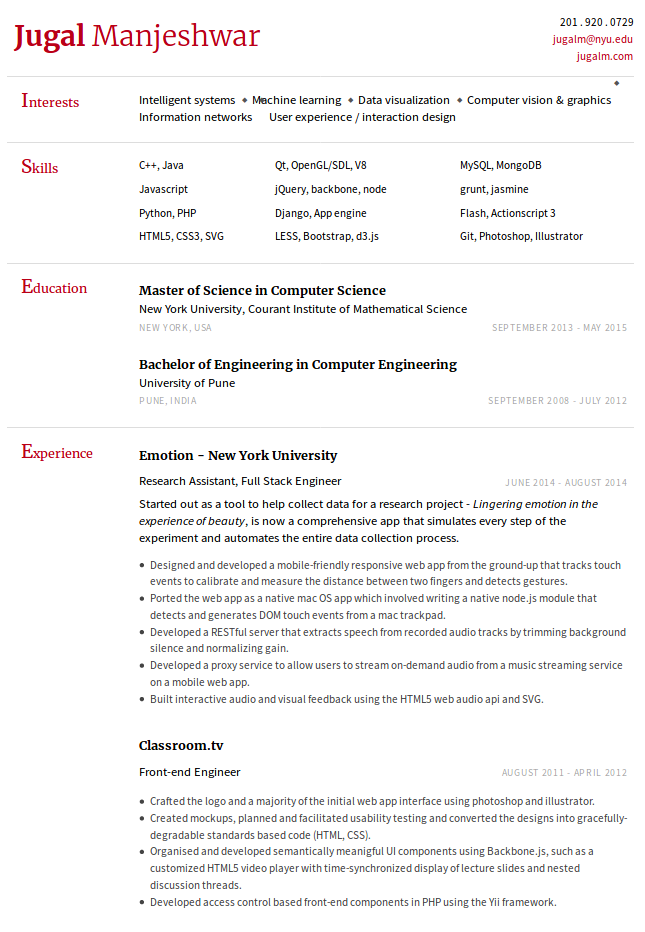 Jugal Manjeshwar
201.920.0729
jugalm@nyu.edu
jugalm.com
Interests
Intelligent systems ◆ Machine learning ◆ Data visualization ◆ Computer vision & graphics ◆
Information networks ◆ User experience / interaction design
Skills
C++, Java Qt, OpenGL/SDL, V8 MySQL, MongoDB
Javascript jQuery, backbone, node grunt, jasmine
Python, PHP Django, App engine Flash, Actionscript 3
HTML5, CSS3, SVG LESS, Bootstrap, d3.js Git, Photoshop, Illustrator
Education
Master of Science in Computer Science
New York University, Courant Institute of Mathematical Science
NEW YORK, USA SEPTEMBER 2013 - MAY 2015
Bachelor of Engineering in Computer Engineering
University of Pune
PUNE, INDIA SEPTEMBER 2008 - JULY 2012
Experience
Emotion - New York University
Research Assistant, Full Stack Engineer JUNE 2014 - AUGUST 2014
Started out as a tool to help collect data for a research project - Lingering emotion in the
experience of beauty, is now a comprehensive app that simulates every step of the
experiment and automates the entire data collection process.
● Designed and developed a mobile-friendly responsive web app from the ground-up that tracks touch
events to calibrate and measure the distance between two fingers and detects gestures.
● Ported the web app as a native mac OS app which involved writing a native node.js module that
detects and generates DOM touch events from a mac trackpad.
● Developed a RESTful server that extracts speech from recorded audio tracks by trimming background
silence and normalizing gain.
● Developed a proxy service to allow users to stream on-demand audio from a music streaming service
on a mobile web app.
● Built interactive audio and visual feedback using the HTML5 web audio api and SVG.
Classroom.tv
Front-end Engineer AUGUST 2011 - APRIL 2012
● Crafted the logo and a majority of the initial web app interface using photoshop and illustrator.
● Created mockups, planned and facilitated usability testing and converted the designs into gracefully-
degradable standards based code (HTML, CSS).
● Organised and developed semantically meanigful UI components using Backbone.js, such as a
customized HTML5 video player with time-synchronized display of lecture slides and nested
discussion threads.
● Developed access control based front-end components in PHP using the Yii framework.